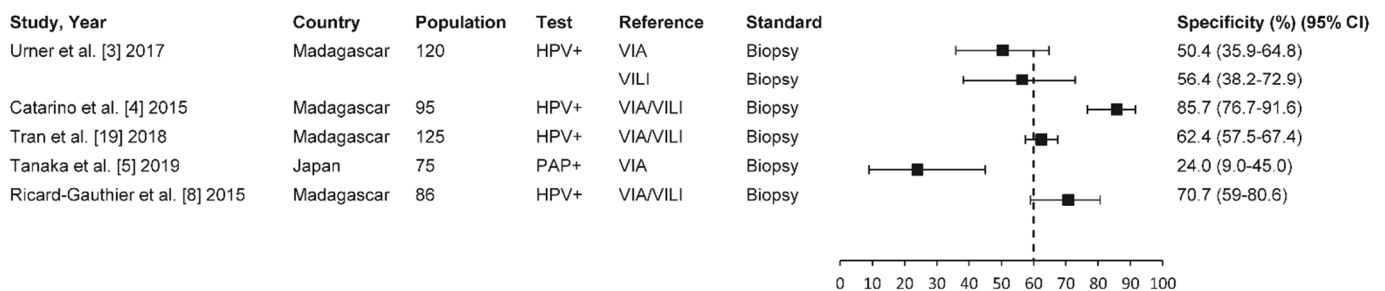 Study, Year Country Population Test Reference Standard Specificity (%) (95% CI)
Urner et al. [3] 2017 Madagascar 120 HPV+ VIA Biopsy 50.4 (35.9-64.8)
VILI Biopsy 56.4 (38.2-72.9)
Catarino et al. [4] 2015 Madagascar 95 HPV+ VIA/VILI Biopsy 85.7 (76.7-91.6)
Tran et al. [19] 2018 Madagascar 125 HPV+ VIA/VILI Biopsy 62.4 (57.5-67.4)
Tanaka et al. [5] 2019 Japan 75 PAP+ VIA Biopsy 24.0 (9.0-45.0)
Ricard-Gauthier et al. [8] 2015 Madagascar 86 HPV+ VIA/VILI Biopsy 70.7 (59-80.6)
0 10 20 30 40 50 60 70 80 90 100